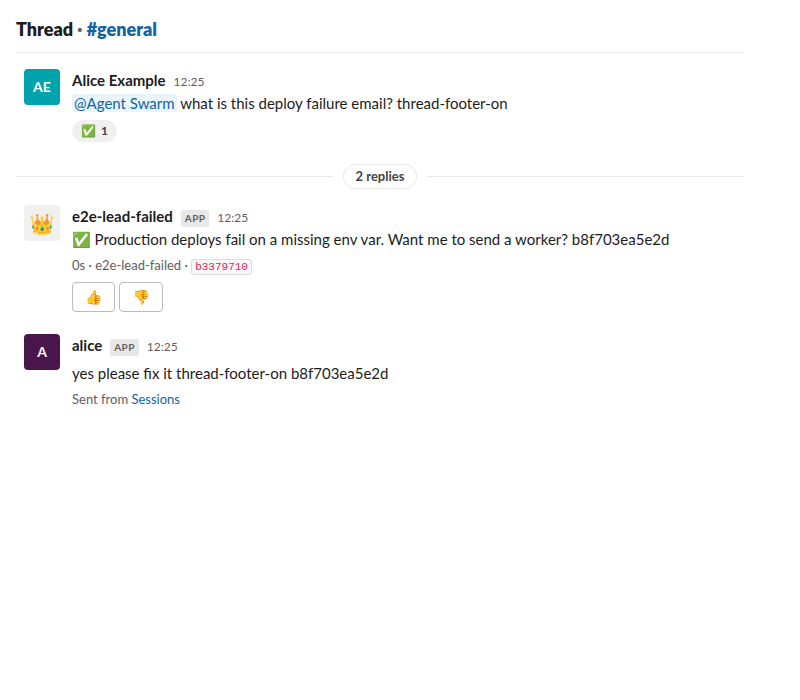 Thread • #general
AE
Alice Example 12:25
@Agent Swarm what is this deploy failure email? thread-footer-on
✅ 1
2 replies
e2e-lead-failed APP 12:25
✅ Production deploys fail on a missing env var. Want me to send a worker? b8f703ea5e2d
0s · e2e-lead-failed · b3379710
👍 👎
A
alice APP 12:25
yes please fix it thread-footer-on b8f703ea5e2d
Sent from Sessions